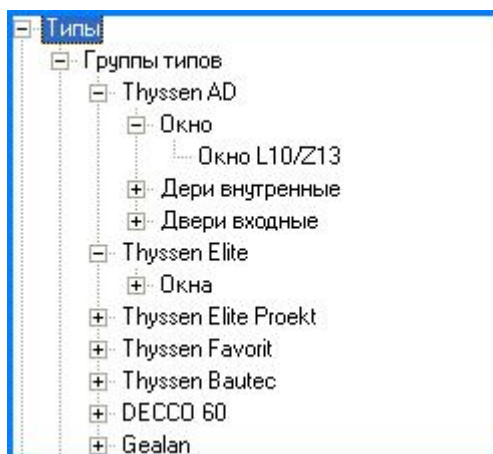 Типы
Группы типов
Thyssen AD
Окно
Окно L10/Z13
Дери внутренные
Двери входные
Thyssen Elite
Окна
Thyssen Elite Proekt
Thyssen Favorit
Thyssen Bautec
DECCO 60
Gealan